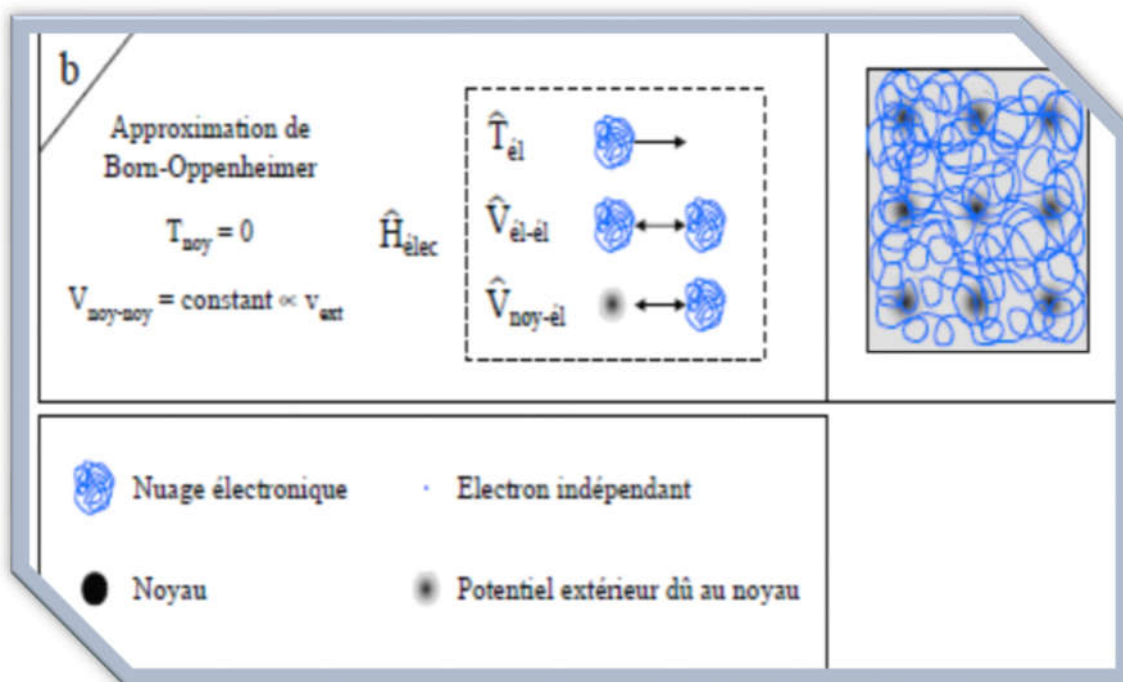 b
Approximation de
Born-Oppenheimer
T_noy = 0
V_noy-noy = constant ∝ v_ext
Ĥ_élec
T̂_él
V̂_él-él
V̂_noy-él
Nuage électronique
Electron indépendant
Noyau
Potentiel extérieur dû au noyau